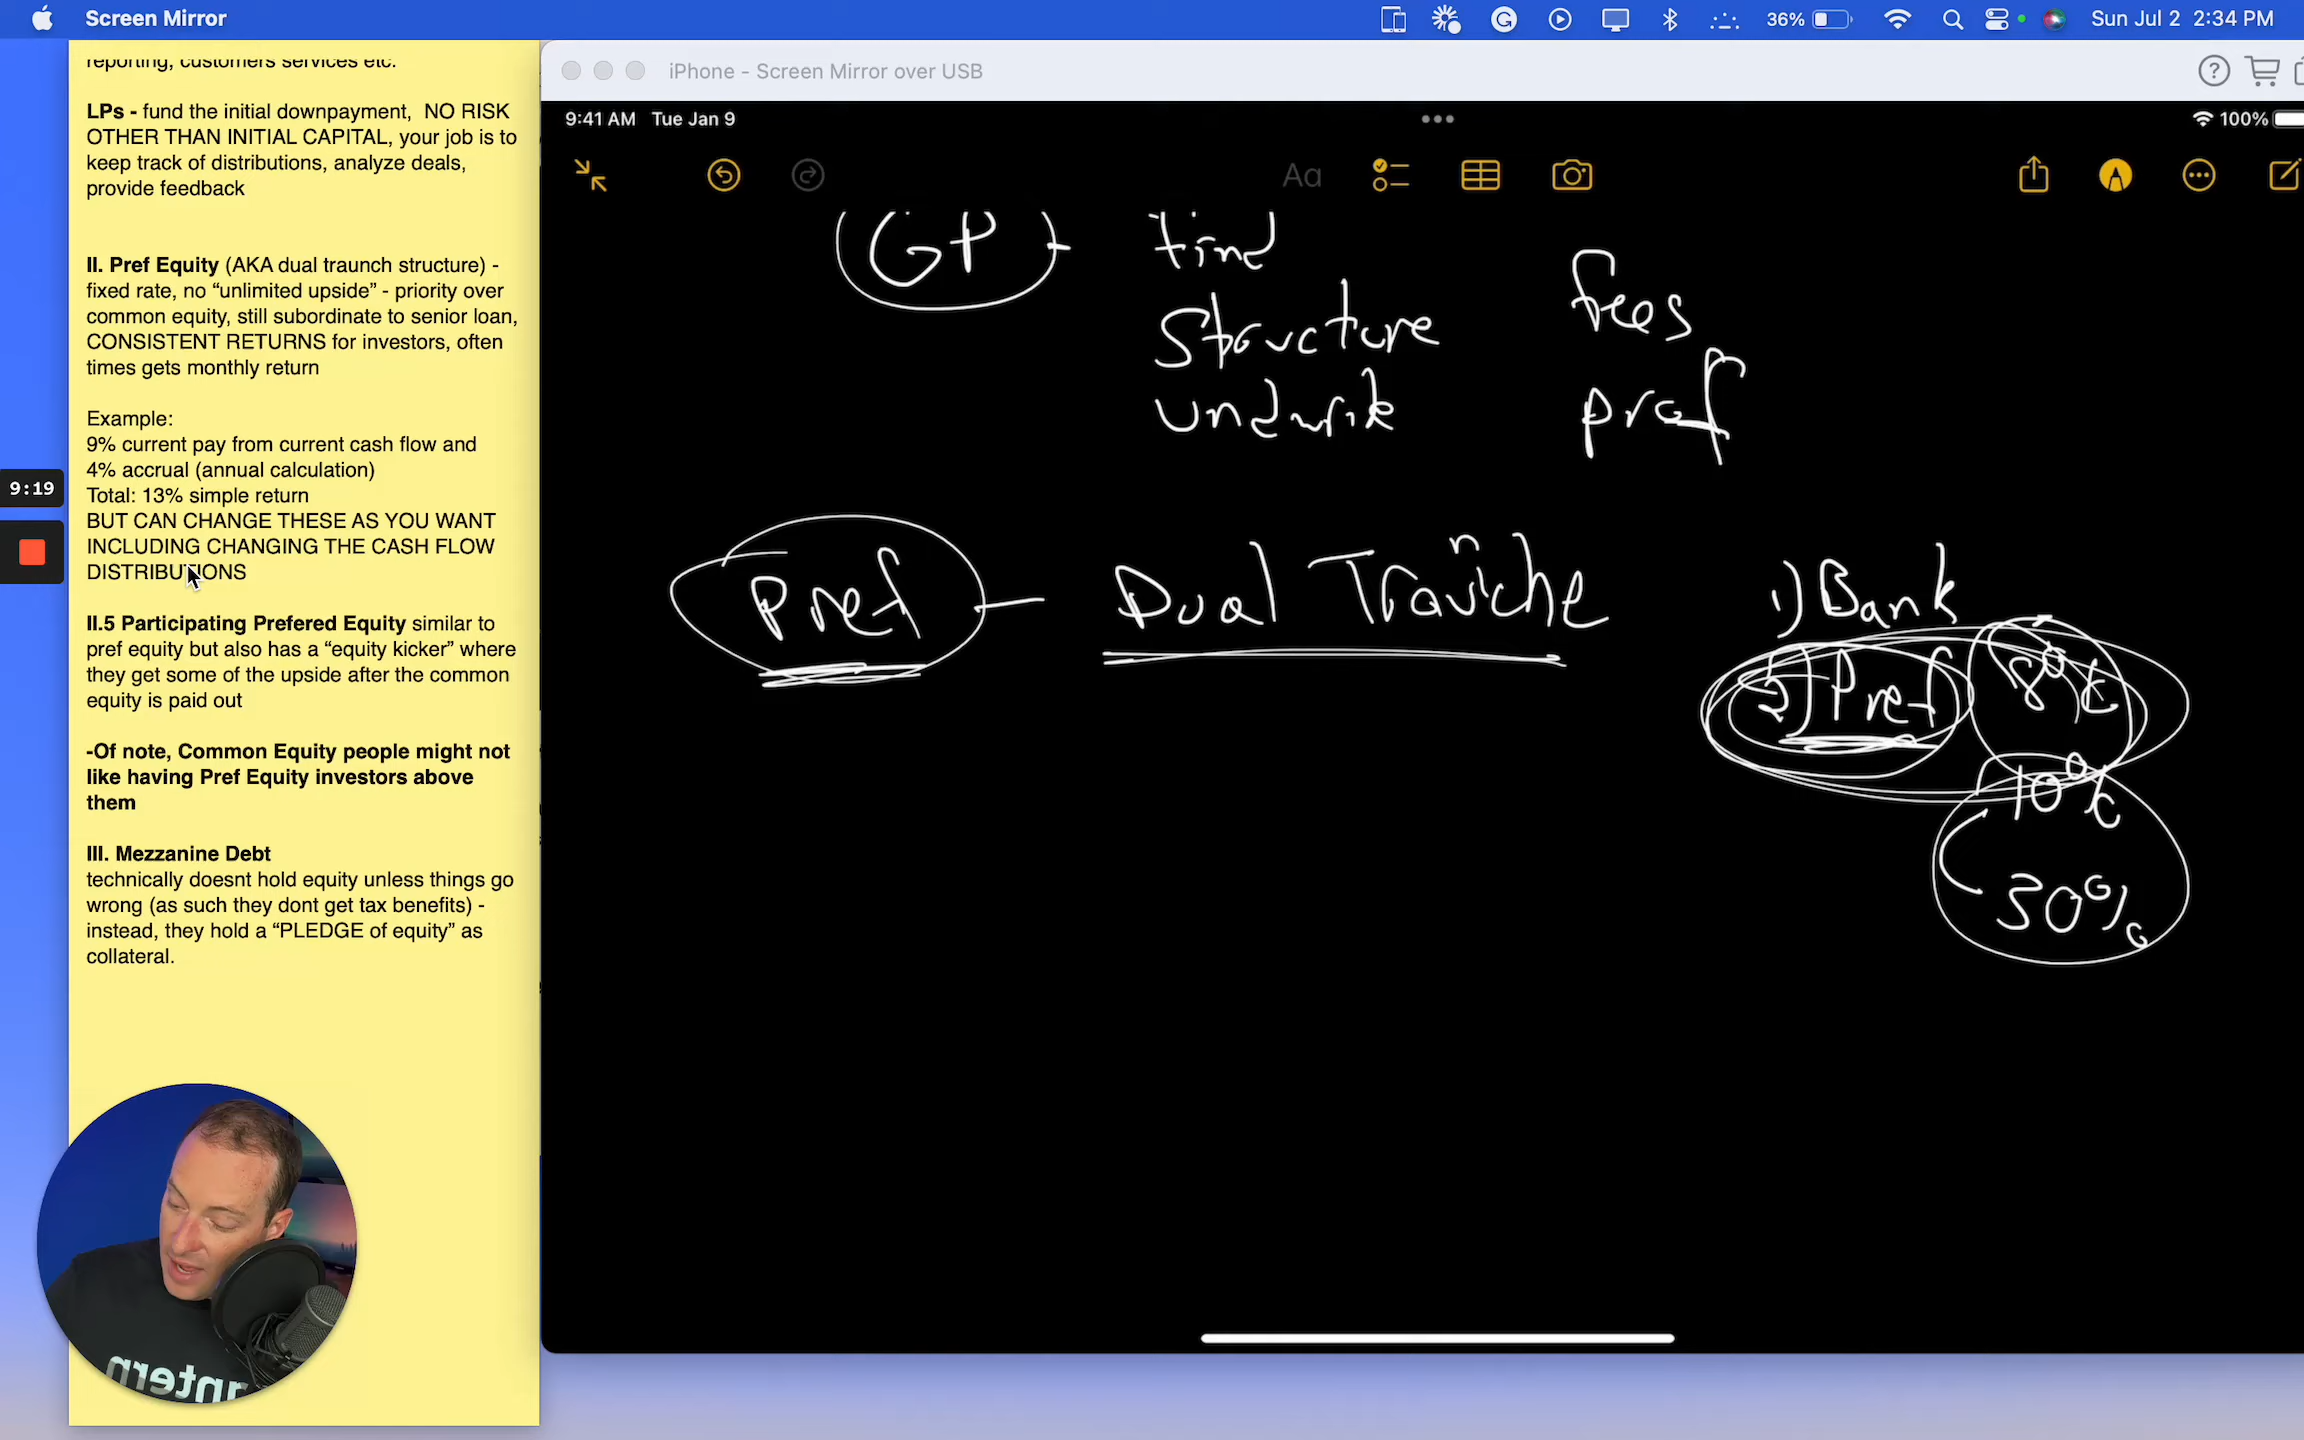 Screen Mirror
36%
Sun Jul 2 2:34 PM
reporting, customers services etc.
LPs - fund the initial downpayment, NO RISK
OTHER THAN INITIAL CAPITAL, your job is to
keep track of distributions, analyze deals,
provide feedback
II. Pref Equity (AKA dual traunch structure) -
fixed rate, no “unlimited upside” - priority over
common equity, still subordinate to senior loan,
CONSISTENT RETURNS for investors, often
times gets monthly return
Example:
9% current pay from current cash flow and
4% accrual (annual calculation)
Total: 13% simple return
BUT CAN CHANGE THESE AS YOU WANT
INCLUDING CHANGING THE CASH FLOW
DISTRIBUTIONS
II.5 Participating Prefered Equity similar to
pref equity but also has a “equity kicker” where
they get some of the upside after the common
equity is paid out
-Of note, Common Equity people might not
like having Pref Equity investors above
them
III. Mezzanine Debt
technically doesnt hold equity unless things go
wrong (as such they dont get tax benefits) -
instead, they hold a “PLEDGE of equity” as
collateral.
9:19
iPhone - Screen Mirror over USB
9:41 AM Tue Jan 9
100%
Aa
GP find
Structure
fees
pref
Pref - Dual Tranche
1) Bank
2) Pref 8%
10%
30%